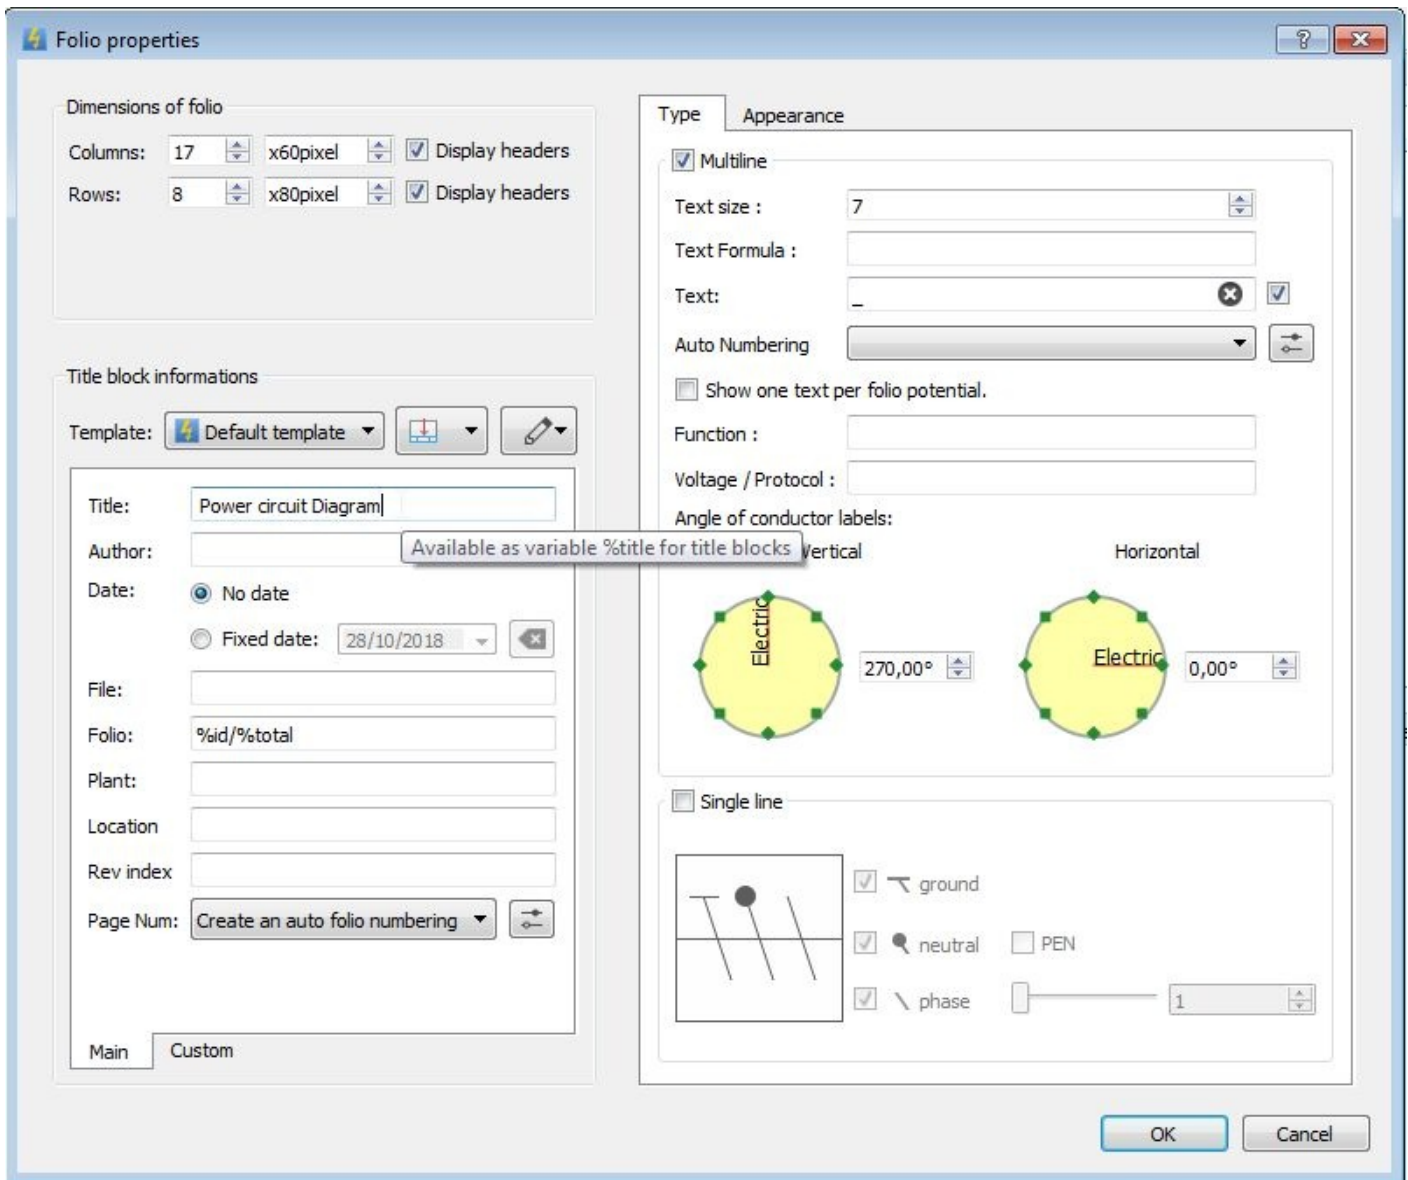 Folio properties
Dimensions of folio
Columns: 17 x60pixel Display headers
Rows: 8 x80pixel Display headers
Title block informations
Template: Default template
Title: Power circuit Diagram
Available as variable %title for title blocks
Author:
Date: No date
Fixed date: 28/10/2018
File:
Folio: %id/%total
Plant:
Location
Rev index
Page Num: Create an auto folio numbering
Main Custom
Type Appearance
Multiline
Text size : 7
Text Formula :
Text: _
Auto Numbering
Show one text per folio potential.
Function :
Voltage / Protocol :
Angle of conductor labels:
Horizontal
Electric 270,00° Electric 0,00°
Single line
ground
neutral PEN
phase 1
OK Cancel